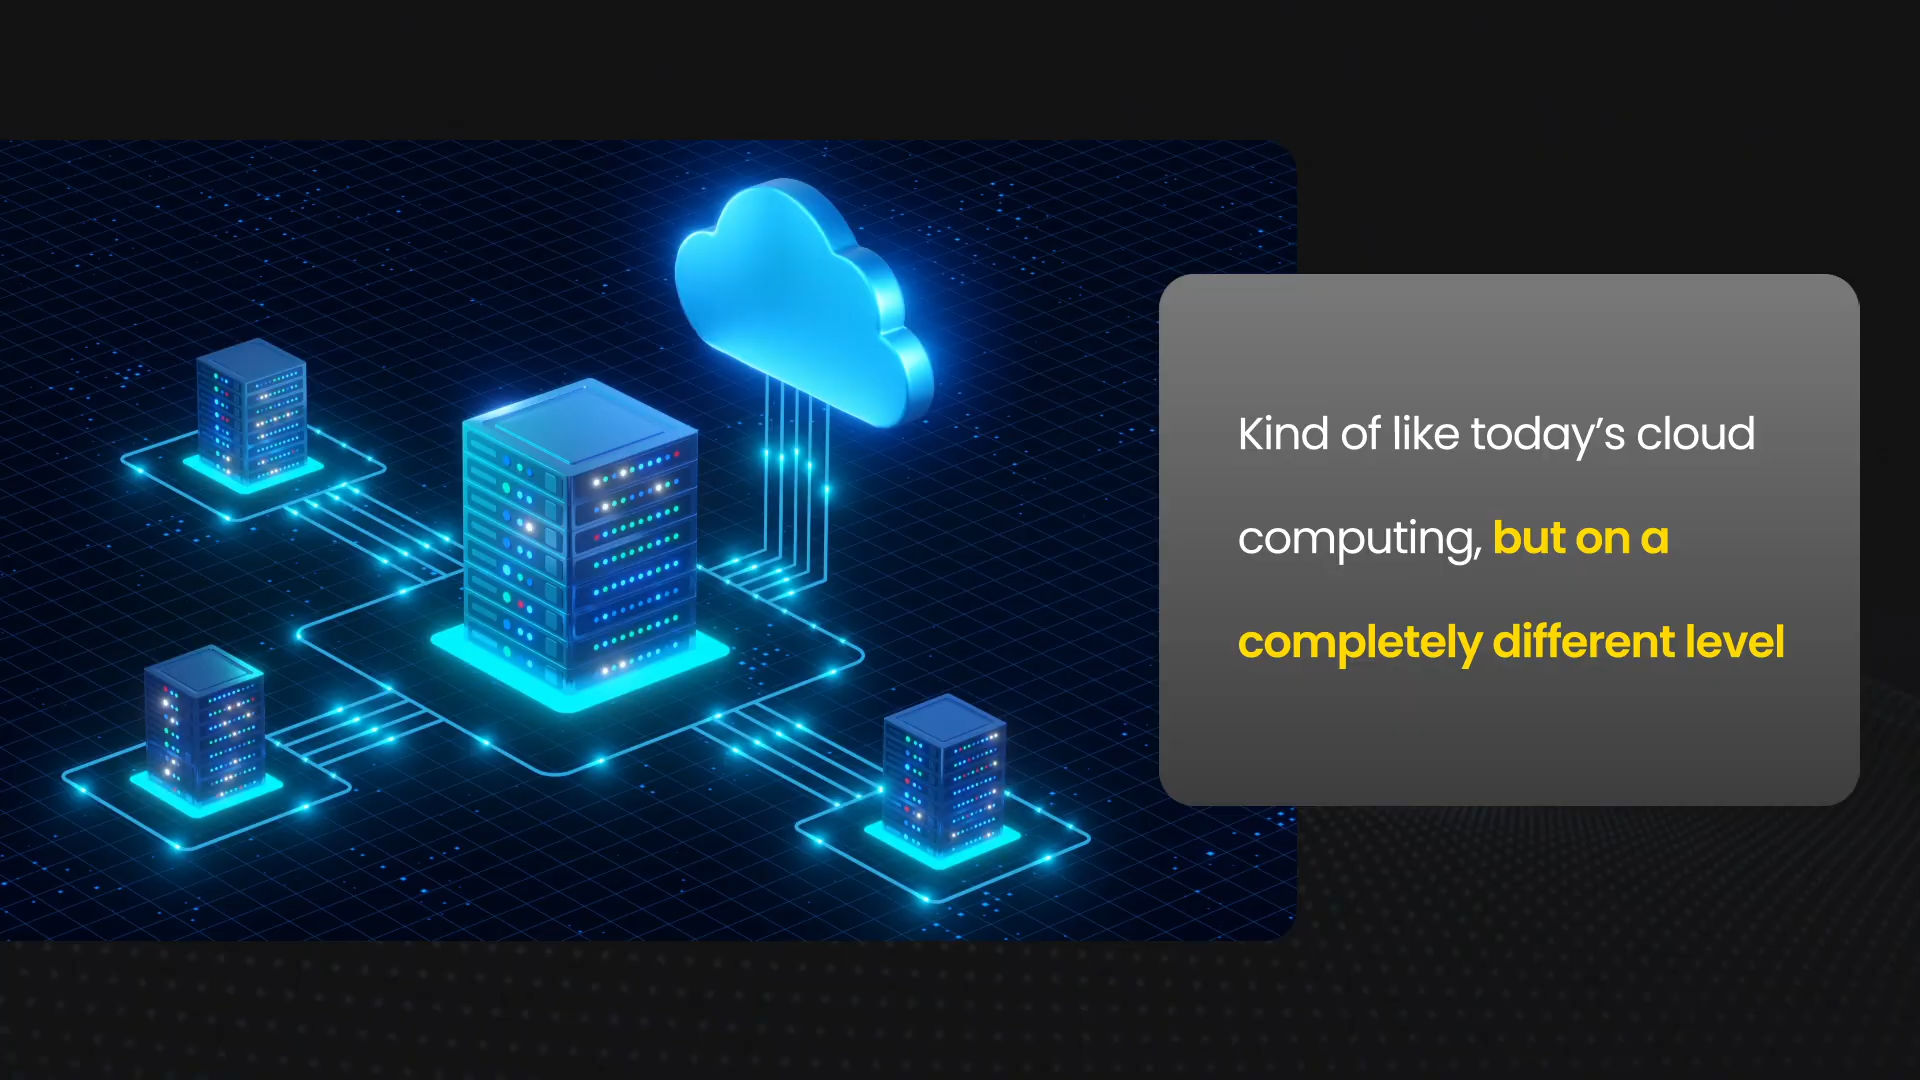 Kind of like today’s cloud
computing, but on a
completely different level